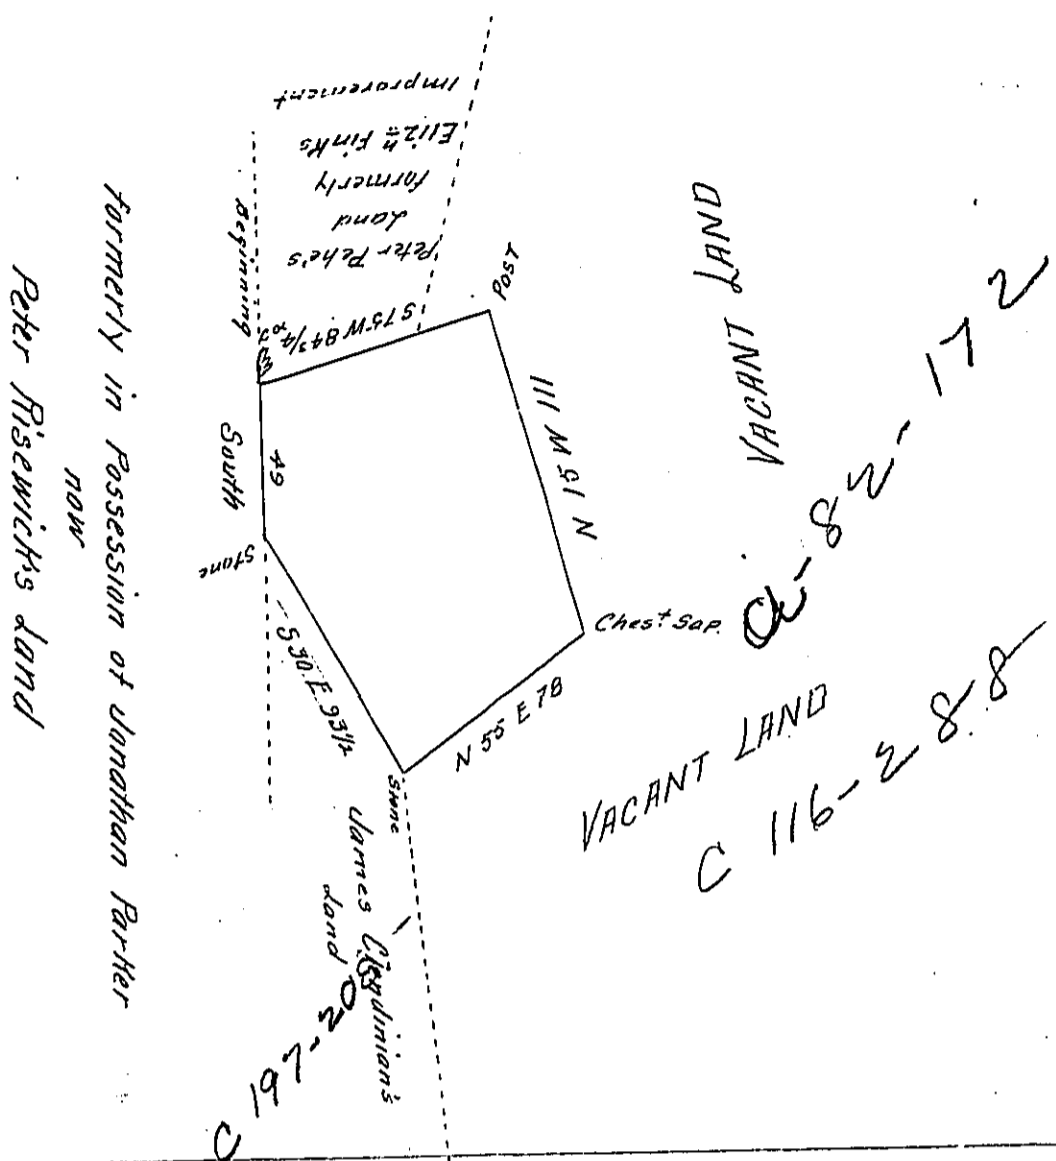 Improvement
Eliz.h Finks
formerly
Land
Peter Pehe's
Beginning
S 75 W 84 3/4 to a
Post
VACANT LAND
N 15 W 111
South
49
Stone
S 30. E 93 1/2
Chest Sap.
N 55 E 78
Stone
VACANT LAND
a-82-172
C 116-288
James
Land
C 197-20
formerly in Possession of Jonathan Parker
now
Peter Risewick's Land